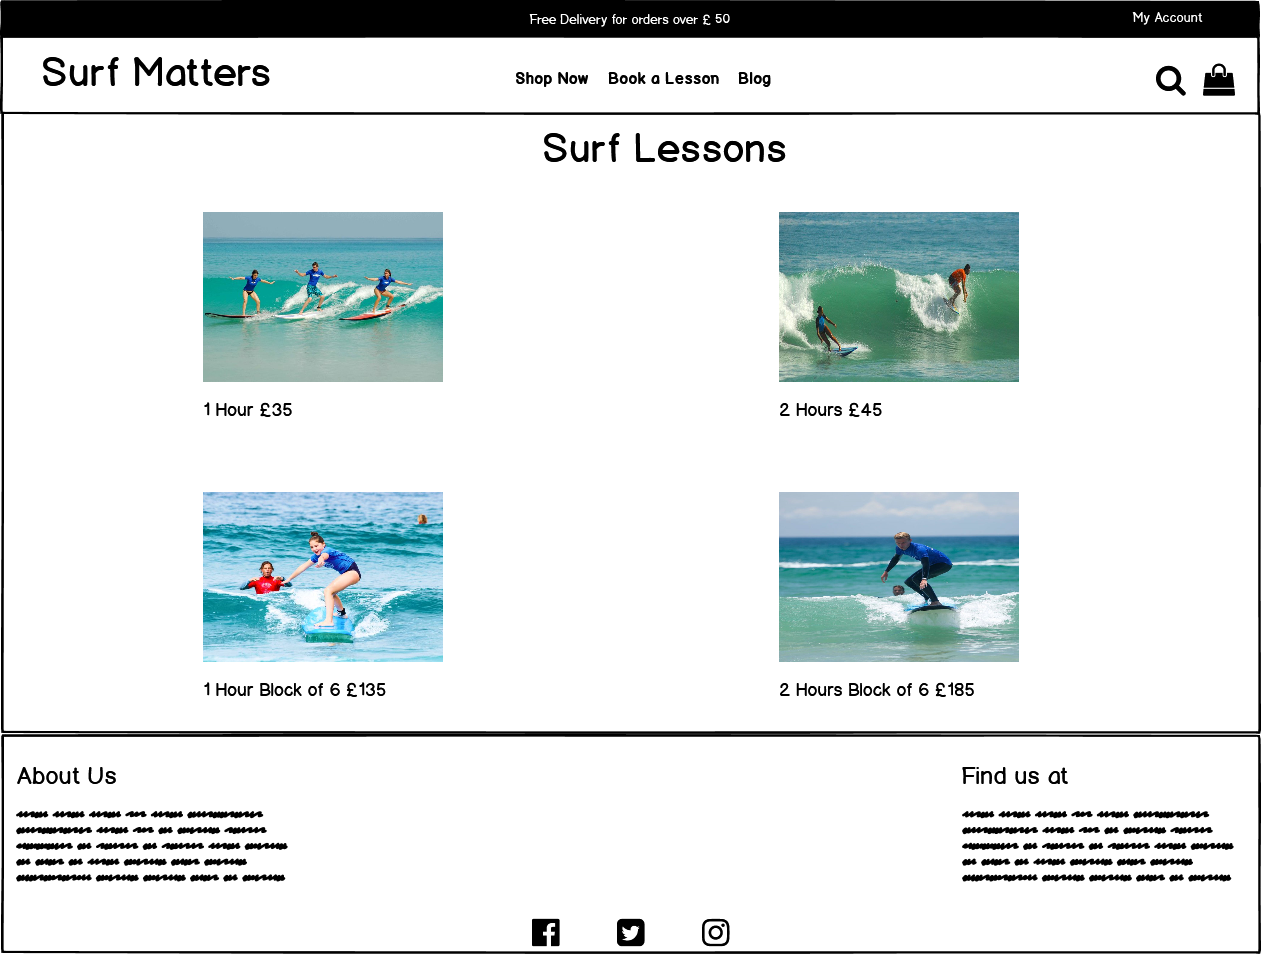 Free Delivery for orders over £ 50
My Account
Surf Matters
Shop Now Book a Lesson Blog
Surf Lessons
1 Hour £35
2 Hours £45
1 Hour Block of 6 £135
2 Hours Block of 6 £185
About Us
Find us at